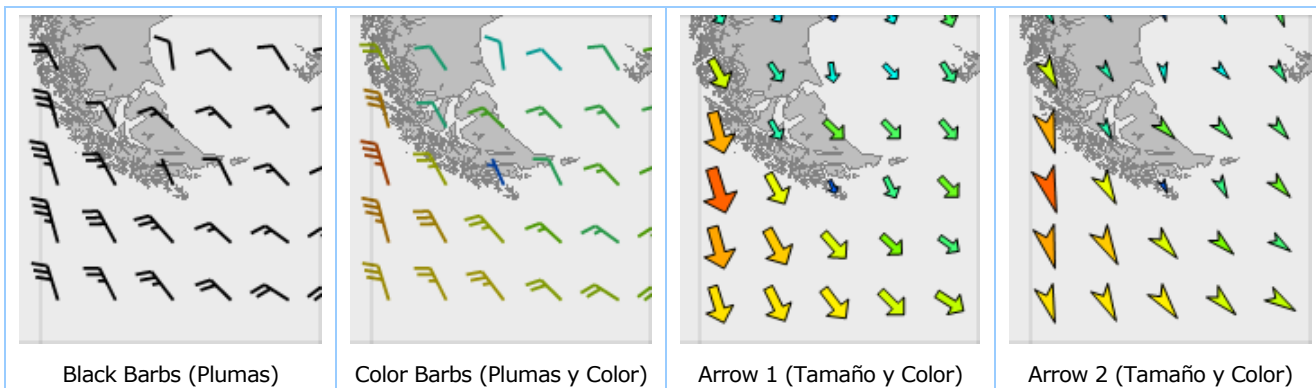 Black Barbs (Plumas)
Color Barbs (Plumas y Color)
Arrow 1 (Tamaño y Color)
Arrow 2 (Tamaño y Color)